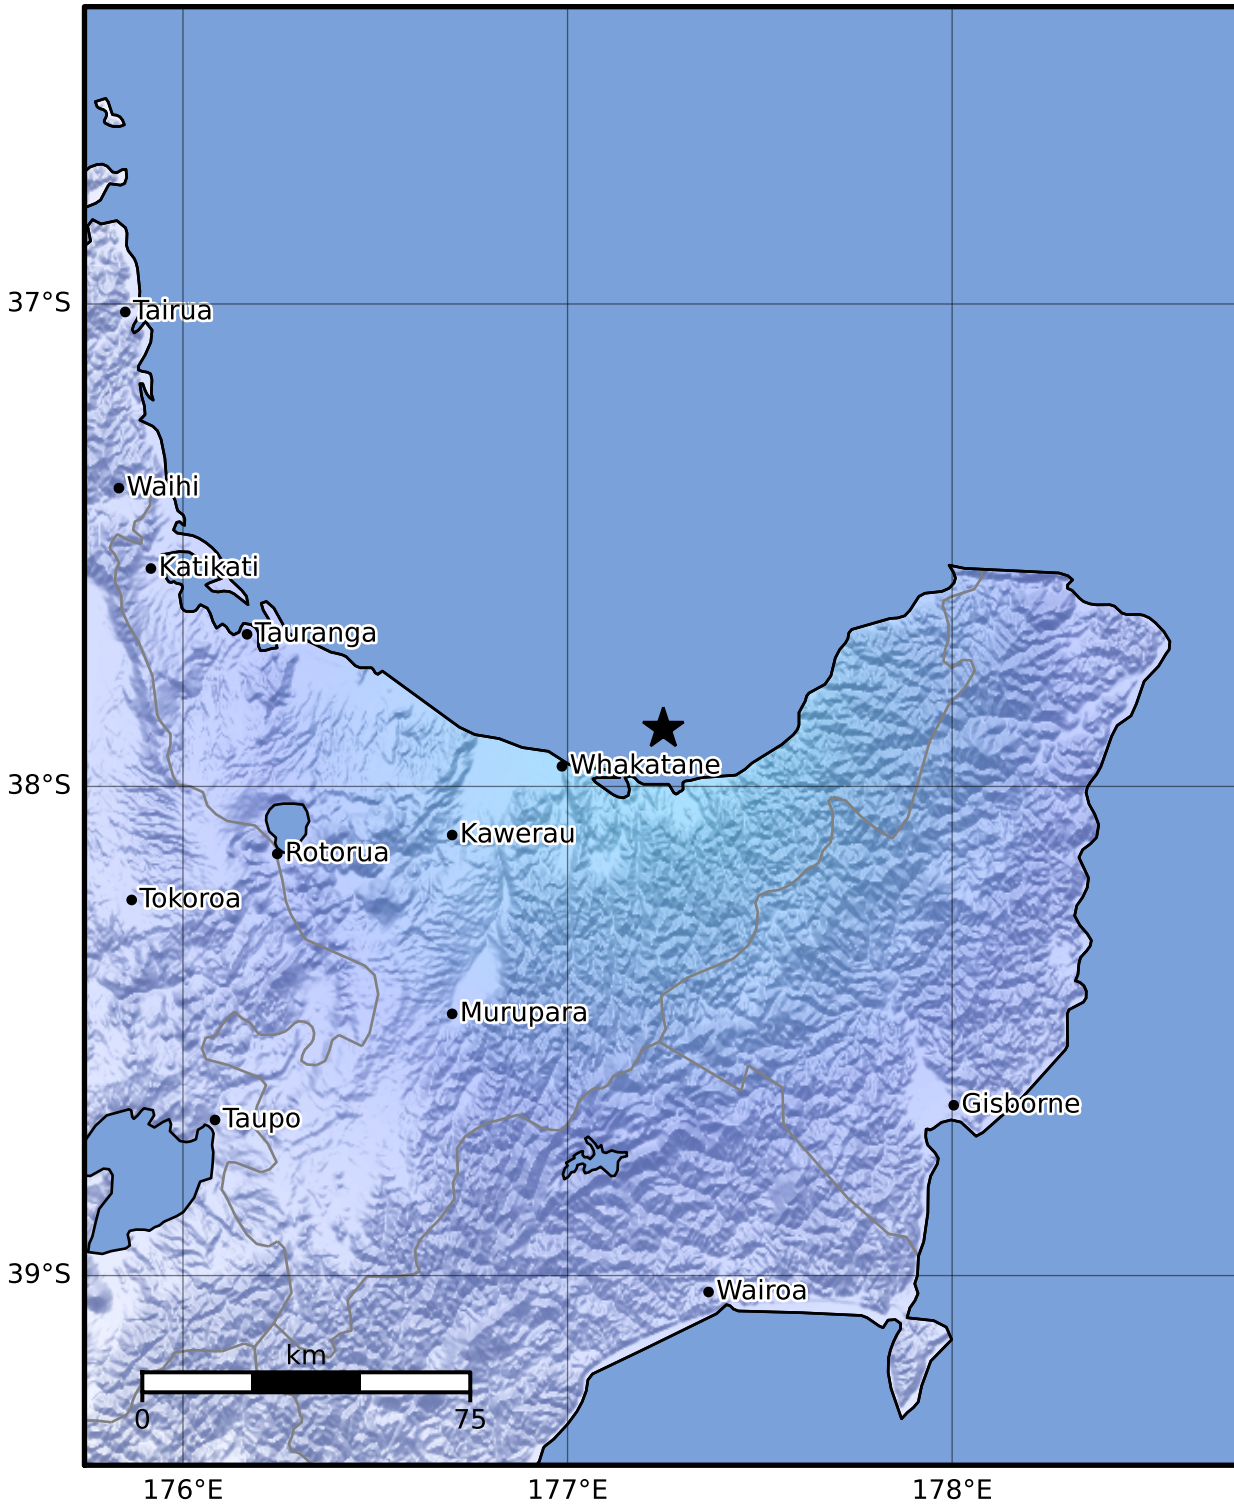 37°S
Tairua
Waihi
Katikati
Tauranga
Whakatane
38°S
Kawerau
Rotorua
Tokoroa
Murupara
Gisborne
Taupo
39°S
Wairoa
km
0 75
176°E 177°E 178°E